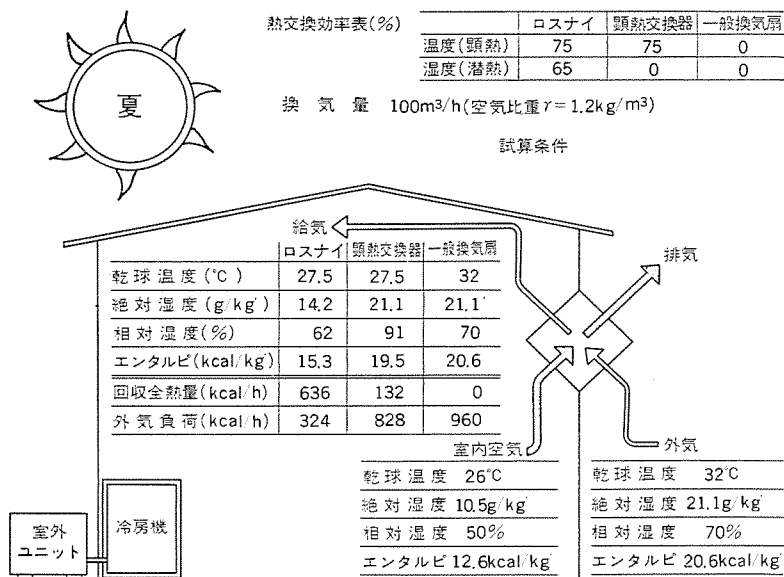 熱交換効率表(%)
ロスナイ 顕熱交換器 一般換気扇
温度(顕熱) 75 75 0
湿度(潜熱) 65 0 0
夏
換気量 100m³/h(空気比重γ=1.2kg/m³)
試算条件
給気
排気
ロスナイ 顕熱交換器 一般換気扇
乾球温度(℃) 27.5 27.5 32
絶対湿度(g/kg') 14.2 21.1 21.1
相対湿度(%) 62 91 70
エンタルピ(kcal/kg') 15.3 19.5 20.6
回収全熱量(kcal/h) 636 132 0
外気負荷(kcal/h) 324 828 960
室内空気
乾球温度 26℃
絶対湿度 10.5g/kg'
相対湿度 50%
エンタルピ 12.6kcal/kg'
外気
乾球温度 32℃
絶対湿度 21.1g/kg'
相対湿度 70%
エンタルピ 20.6kcal/kg'
室外
ユニット
冷房機